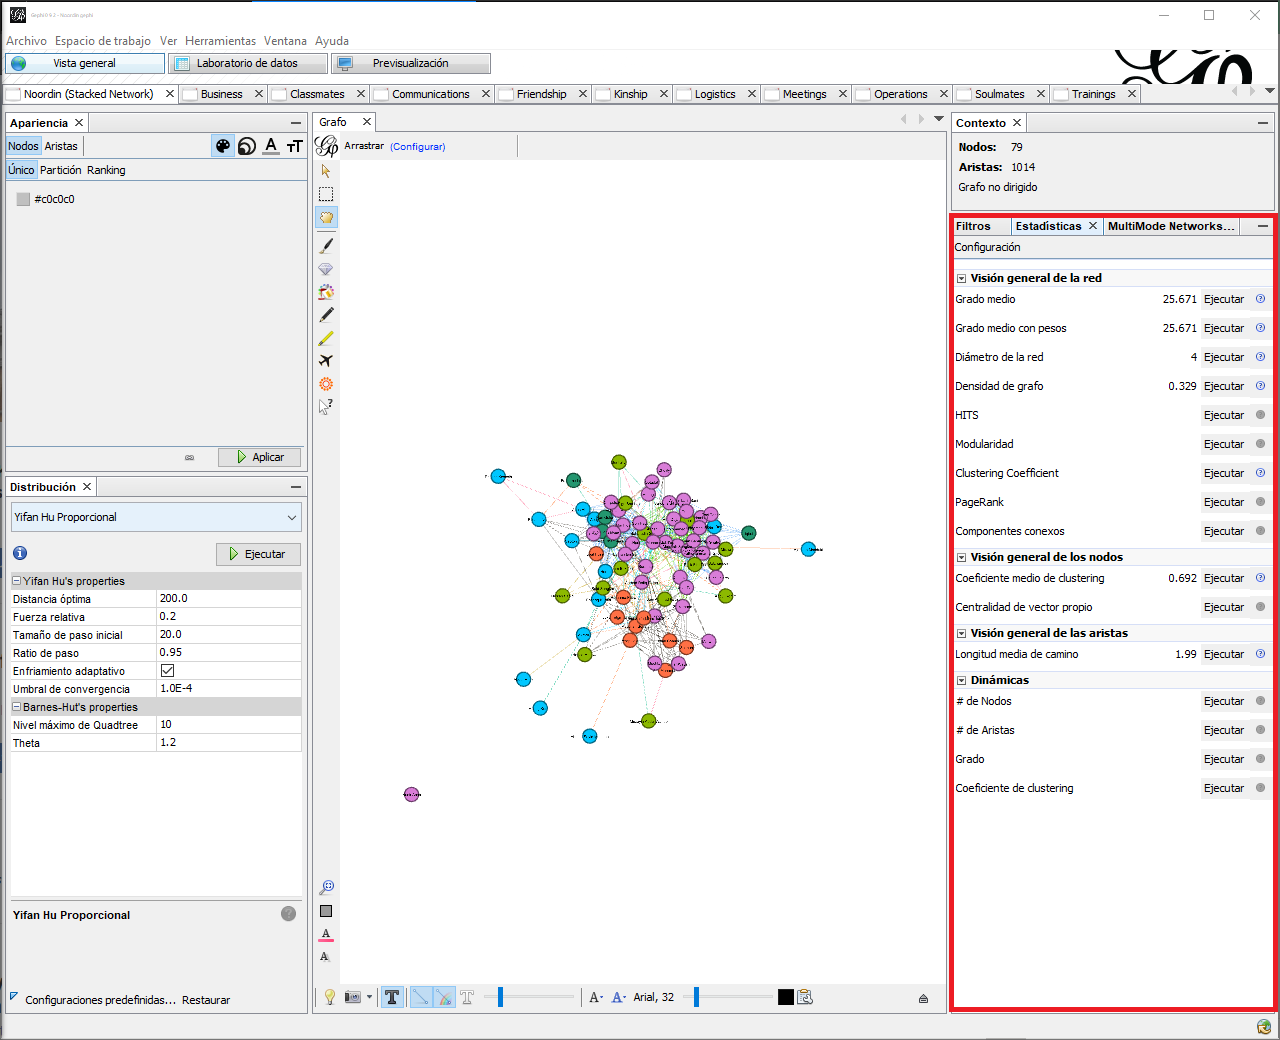 Gephi 0.9.2 - Noordin.gephi
Archivo Espacio de trabajo Ver Herramientas Ventana Ayuda
Vista general Laboratorio de datos Previsualización
Noordin (Stacked Network) Business Classmates Communications Friendship Kinship Logistics Meetings Operations Soulmates Trainings
Apariencia
Nodos Aristas
Único Partición Ranking
#c0c0c0
Aplicar
Distribución
Yifan Hu Proporcional
Ejecutar
Yifan Hu's properties
Distancia óptima 200.0
Fuerza relativa 0.2
Tamaño de paso inicial 20.0
Ratio de paso 0.95
Enfriamiento adaptativo
Umbral de convergencia 1.0E-4
Barnes-Hut's properties
Nivel máximo de Quadtree 10
Theta 1.2
Yifan Hu Proporcional
Configuraciones predefinidas... Restaurar
Grafo
Arrastrar (Configurar)
Arial, 32
Contexto
Nodos: 79
Aristas: 1014
Grafo no dirigido
Filtros Estadísticas MultiMode Networks...
Configuración
Visión general de la red
Grado medio 25.671 Ejecutar
Grado medio con pesos 25.671 Ejecutar
Diámetro de la red 4 Ejecutar
Densidad de grafo 0.329 Ejecutar
HITS Ejecutar
Modularidad Ejecutar
Clustering Coefficient Ejecutar
PageRank Ejecutar
Componentes conexos Ejecutar
Visión general de los nodos
Coeficiente medio de clustering 0.692 Ejecutar
Centralidad de vector propio Ejecutar
Visión general de las aristas
Longitud media de camino 1.99 Ejecutar
Dinámicas
# de Nodos Ejecutar
# de Aristas Ejecutar
Grado Ejecutar
Coeficiente de clustering Ejecutar